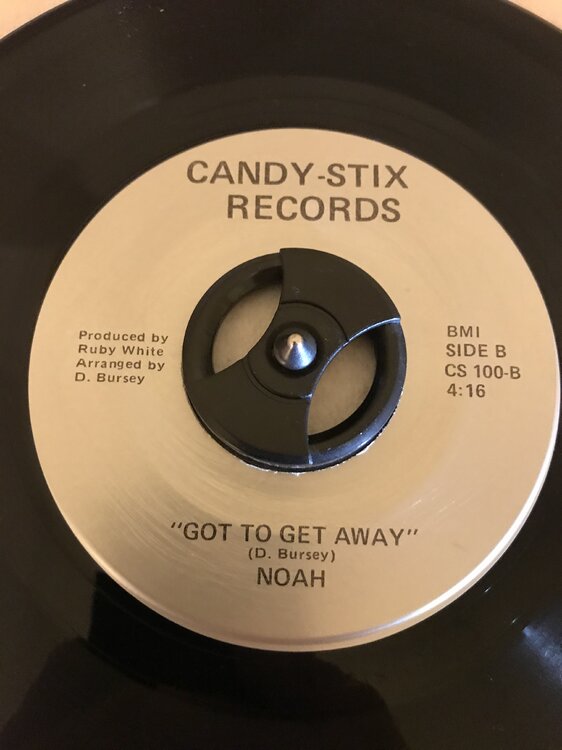 CANDY-STIX
RECORDS
Produced by
Ruby White
Arranged by
D. Bursey
BMI
SIDE B
CS 100-B
4:16
"GOT TO GET AWAY"
(D. Bursey)
NOAH